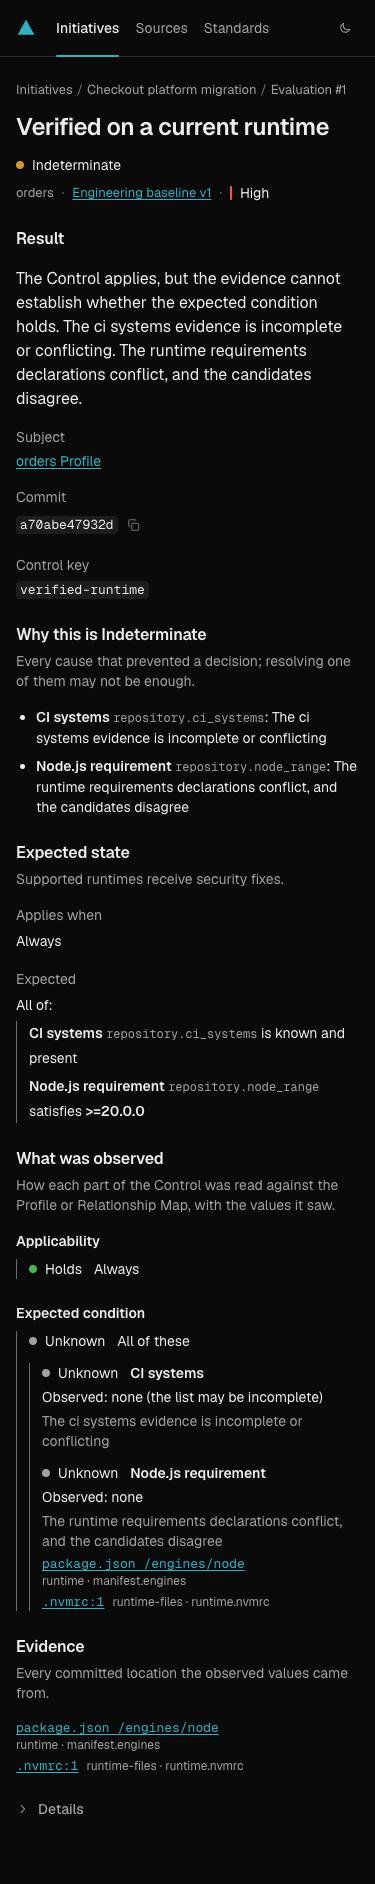 Initiatives Sources Standards
Initiatives / Checkout platform migration / Evaluation #1
Verified on a current runtime
Indeterminate
orders · Engineering baseline v1 · High
Result
The Control applies, but the evidence cannot
establish whether the expected condition
holds. The ci systems evidence is incomplete
or conflicting. The runtime requirements
declarations conflict, and the candidates
disagree.
Subject
orders Profile
Commit
a70abe47932d
Control key
verified-runtime
Why this is Indeterminate
Every cause that prevented a decision; resolving one
of them may not be enough.
• CI systems repository.ci_systems: The ci
systems evidence is incomplete or conflicting
• Node.js requirement repository.node_range: The
runtime requirements declarations conflict, and
the candidates disagree
Expected state
Supported runtimes receive security fixes.
Applies when
Always
Expected
All of:
CI systems repository.ci_systems is known and
present
Node.js requirement repository.node_range
satisfies >=20.0.0
What was observed
How each part of the Control was read against the
Profile or Relationship Map, with the values it saw.
Applicability
Holds Always
Expected condition
Unknown All of these
Unknown CI systems
Observed: none (the list may be incomplete)
The ci systems evidence is incomplete or
conflicting
Unknown Node.js requirement
Observed: none
The runtime requirements declarations conflict,
and the candidates disagree
package.json /engines/node
runtime · manifest.engines
.nvmrc:1 runtime-files · runtime.nvmrc
Evidence
Every committed location the observed values came
from.
package.json /engines/node
runtime · manifest.engines
.nvmrc:1 runtime-files · runtime.nvmrc
Details